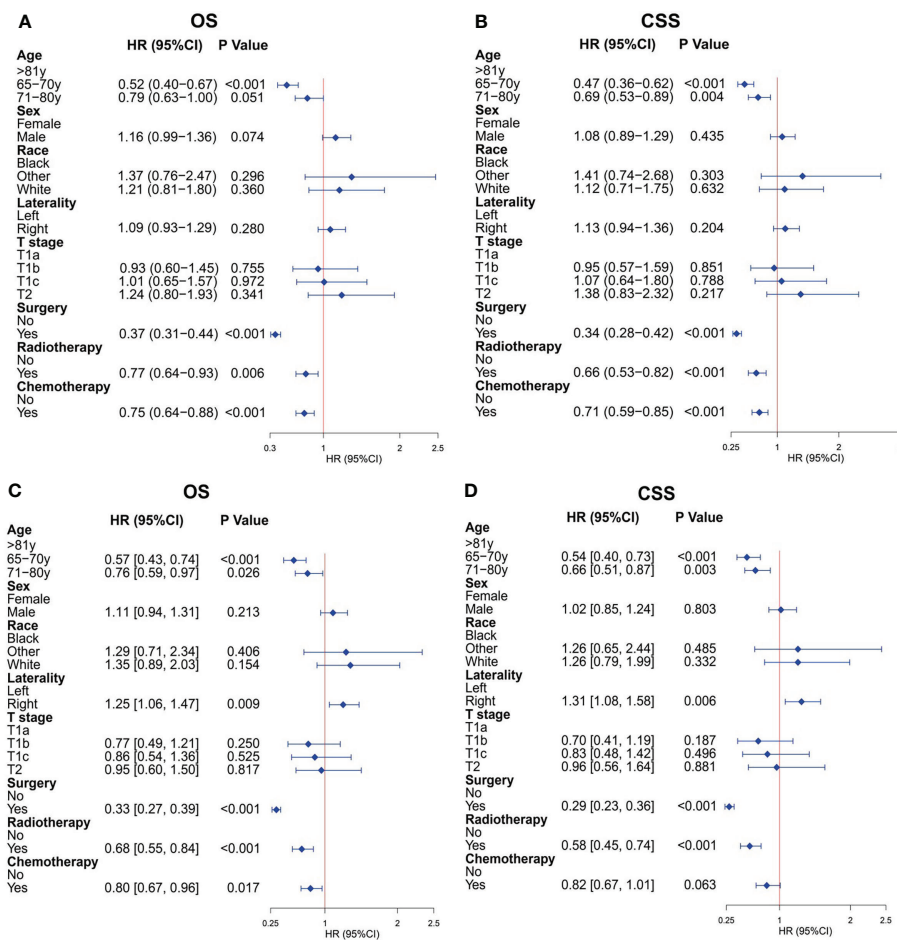 A OS
HR (95%CI) P Value
Age
>81y
65−70y 0.52 (0.40−0.67) <0.001
71−80y 0.79 (0.63−1.00) 0.051
Sex
Female
Male 1.16 (0.99−1.36) 0.074
Race
Black
Other 1.37 (0.76−2.47) 0.296
White 1.21 (0.81−1.80) 0.360
Laterality
Left
Right 1.09 (0.93−1.29) 0.280
T stage
T1a
T1b 0.93 (0.60−1.45) 0.755
T1c 1.01 (0.65−1.57) 0.972
T2 1.24 (0.80−1.93) 0.341
Surgery
No
Yes 0.37 (0.31−0.44) <0.001
Radiotherapy
No
Yes 0.77 (0.64−0.93) 0.006
Chemotherapy
No
Yes 0.75 (0.64−0.88) <0.001
0.3 1 2 2.5
HR (95%CI)
B CSS
HR (95%CI) P Value
Age
>81y
65−70y 0.47 (0.36−0.62) <0.001
71−80y 0.69 (0.53−0.89) 0.004
Sex
Female
Male 1.08 (0.89−1.29) 0.435
Race
Black
Other 1.41 (0.74−2.68) 0.303
White 1.12 (0.71−1.75) 0.632
Laterality
Left
Right 1.13 (0.94−1.36) 0.204
T stage
T1a
T1b 0.95 (0.57−1.59) 0.851
T1c 1.07 (0.64−1.80) 0.788
T2 1.38 (0.83−2.32) 0.217
Surgery
No
Yes 0.34 (0.28−0.42) <0.001
Radiotherapy
No
Yes 0.66 (0.53−0.82) <0.001
Chemotherapy
No
Yes 0.71 (0.59−0.85) <0.001
0.25 1 2
HR (95%CI)
C OS
HR (95%CI) P Value
Age
>81y
65−70y 0.57 [0.43, 0.74] <0.001
71−80y 0.76 [0.59, 0.97] 0.026
Sex
Female
Male 1.11 [0.94, 1.31] 0.213
Race
Black
Other 1.29 [0.71, 2.34] 0.406
White 1.35 [0.89, 2.03] 0.154
Laterality
Left
Right 1.25 [1.06, 1.47] 0.009
T stage
T1a
T1b 0.77 [0.49, 1.21] 0.250
T1c 0.86 [0.54, 1.36] 0.525
T2 0.95 [0.60, 1.50] 0.817
Surgery
No
Yes 0.33 [0.27, 0.39] <0.001
Radiotherapy
No
Yes 0.68 [0.55, 0.84] <0.001
Chemotherapy
No
Yes 0.80 [0.67, 0.96] 0.017
0.25 1 2 2.5
HR (95%CI)
D CSS
HR (95%CI) P Value
Age
>81y
65−70y 0.54 [0.40, 0.73] <0.001
71−80y 0.66 [0.51, 0.87] 0.003
Sex
Female
Male 1.02 [0.85, 1.24] 0.803
Race
Black
Other 1.26 [0.65, 2.44] 0.485
White 1.26 [0.79, 1.99] 0.332
Laterality
Left
Right 1.31 [1.08, 1.58] 0.006
T stage
T1a
T1b 0.70 [0.41, 1.19] 0.187
T1c 0.83 [0.48, 1.42] 0.496
T2 0.96 [0.56, 1.64] 0.881
Surgery
No
Yes 0.29 [0.23, 0.36] <0.001
Radiotherapy
No
Yes 0.58 [0.45, 0.74] <0.001
Chemotherapy
No
Yes 0.82 [0.67, 1.01] 0.063
0.25 1 2 2.5
HR (95%CI)